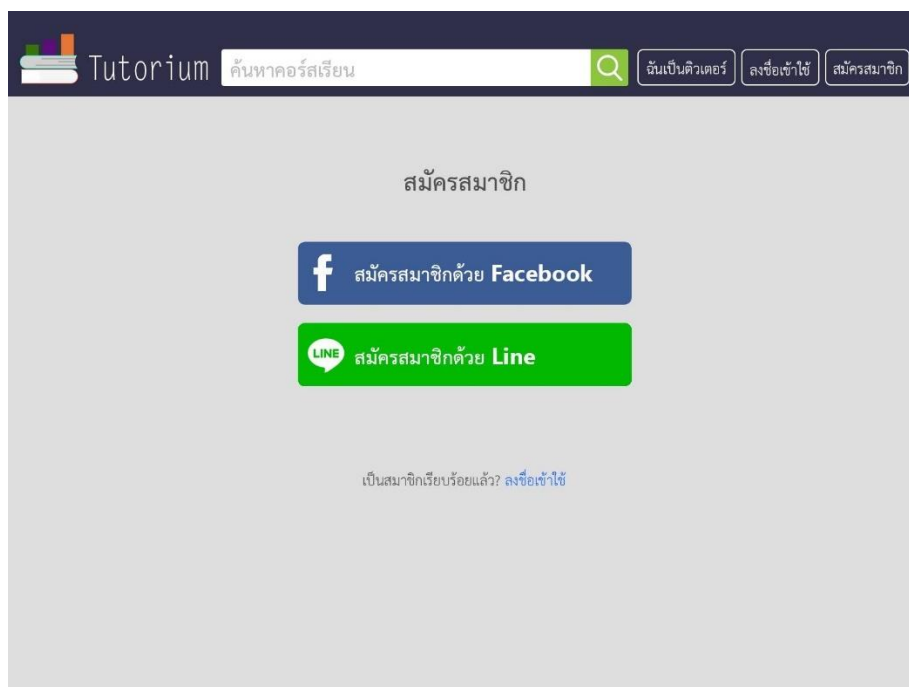 Tutorium ค้นหาคอร์สเรียน ฉันเป็นติวเตอร์ ลงชื่อเข้าใช้ สมัครสมาชิก
สมัครสมาชิก
สมัครสมาชิกด้วย Facebook
LINE สมัครสมาชิกด้วย Line
เป็นสมาชิกเรียบร้อยแล้ว? ลงชื่อเข้าใช้